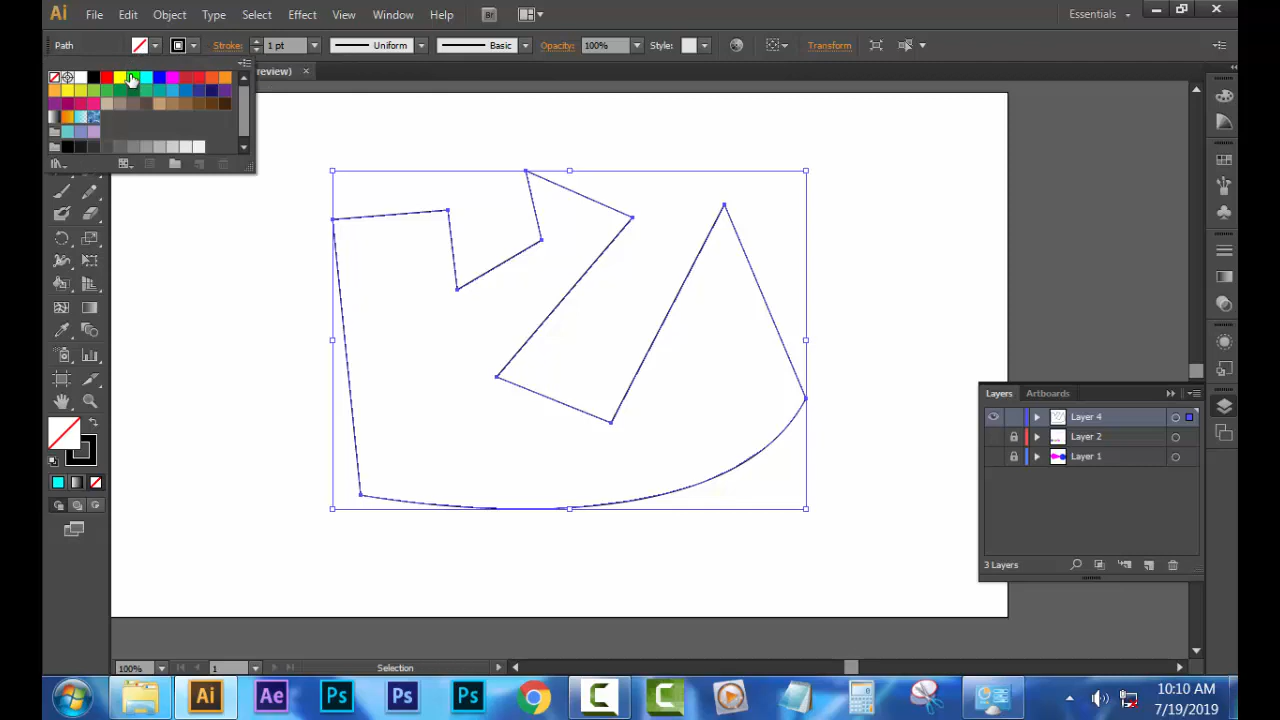 Ai File Edit Object Type Select Effect View Window Help Br Essentials
Path Stroke: 1 pt Uniform Basic Opacity: 100% Style: Transform
review) ×
Layers Artboards
Layer 4
Layer 2
Layer 1
3 Layers
100% 1 Selection
Ai Ae Ps Ps Ps C C
10:10 AM
7/19/2019